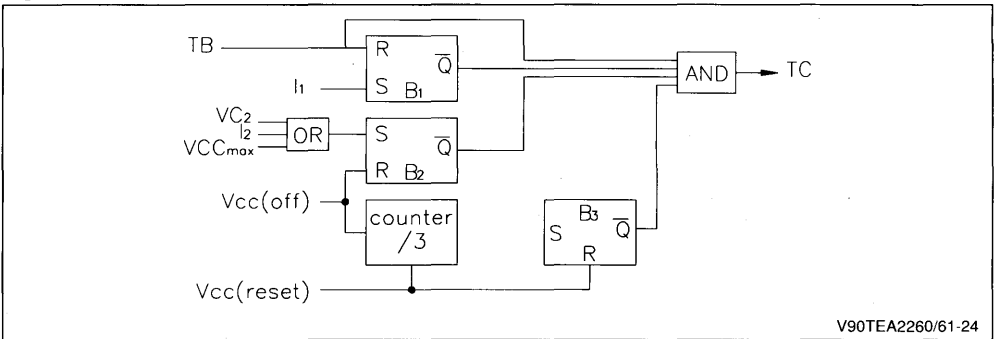 TB
R
Q
S
B1
I1
AND
TC
VC2
I2
VCCmax
OR
S
Q
R
B2
Vcc(off)
counter
/3
B3
S
Q
R
Vcc(reset)
V90TEA2260/61-24